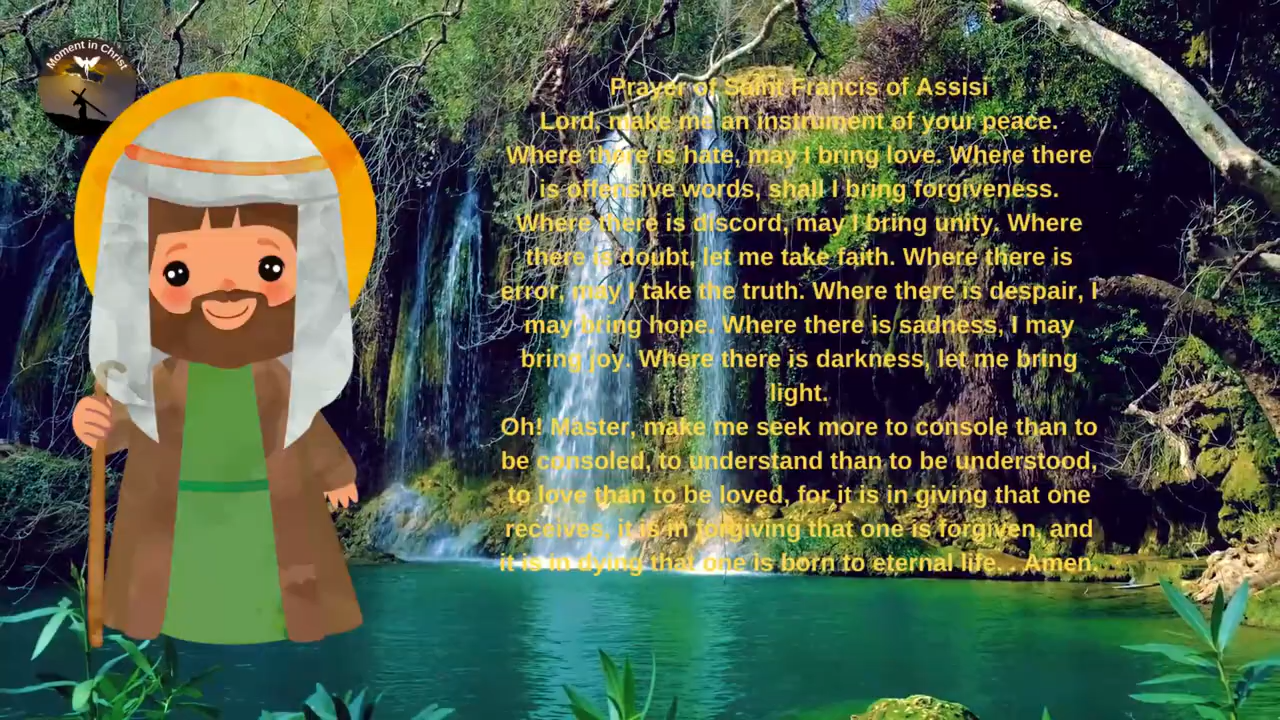 Moment in Christ
Prayer of Saint Francis of Assisi
Lord, make me an instrument of your peace.
Where there is hate, may I bring love. Where there
is offensive words, shall I bring forgiveness.
Where there is discord, may I bring unity. Where
there is doubt, let me take faith. Where there is
error, may I take the truth. Where there is despair, I
may bring hope. Where there is sadness, I may
bring joy. Where there is darkness, let me bring
light.
Oh! Master, make me seek more to console than to
be consoled, to understand than to be understood,
to love than to be loved, for it is in giving that one
receives, it is in forgiving that one is forgiven, and
it is in dying that one is born to eternal life. . Amen.